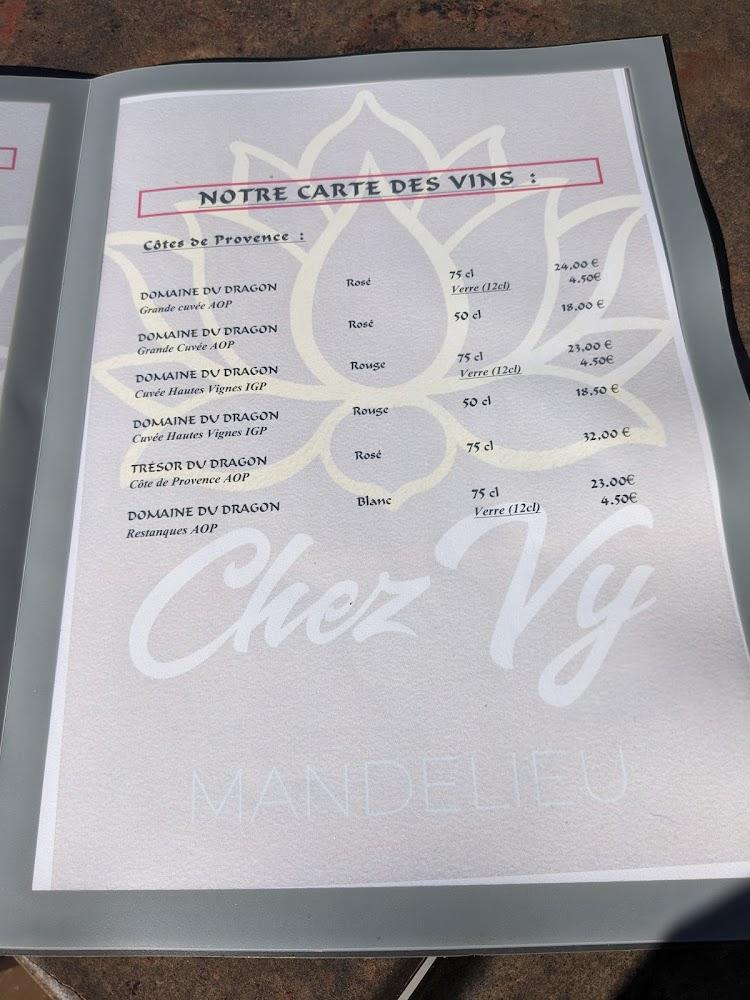 NOTRE CARTE DES VINS :
Côtes de Provence :
DOMAINE DU DRAGON Rosé 75 cl 24,00 €
Grande cuvée AOP Verre (12cl) 4.50€
DOMAINE DU DRAGON Rosé 50 cl 18,00 €
Grande Cuvée AOP
DOMAINE DU DRAGON Rouge 75 cl 23,00 €
Cuvée Hautes Vignes IGP Verre (12cl) 4.50€
DOMAINE DU DRAGON Rouge 50 cl 18,50 €
Cuvée Hautes Vignes IGP
TRÉSOR DU DRAGON Rosé 75 cl 32,00 €
Côte de Provence AOP
DOMAINE DU DRAGON Blanc 75 cl 23.00€
Restanques AOP Verre (12cl) 4.50€
Chez Vy
MANDELIEU